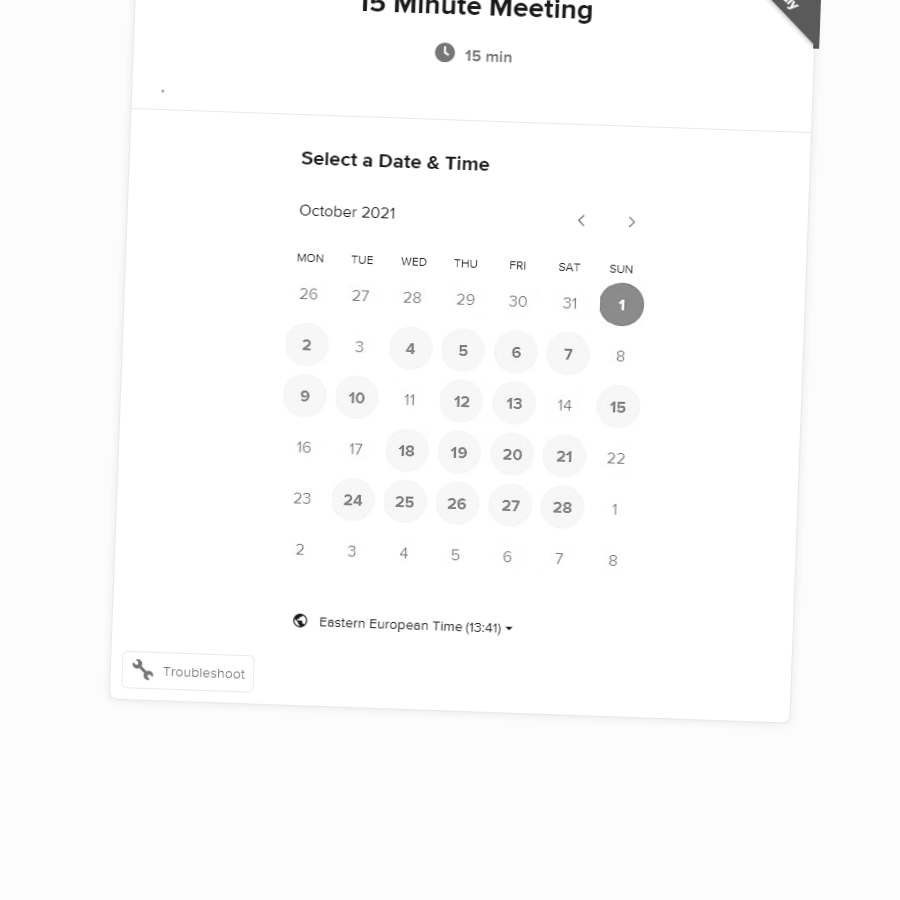 15 Minute Meeting
15 min
Select a Date & Time
October 2021
MON TUE WED THU FRI SAT SUN
26 27 28 29 30 31 1
2 3 4 5 6 7 8
9 10 11 12 13 14 15
16 17 18 19 20 21 22
23 24 25 26 27 28 1
2 3 4 5 6 7 8
Eastern European Time (13:41)
Troubleshoot